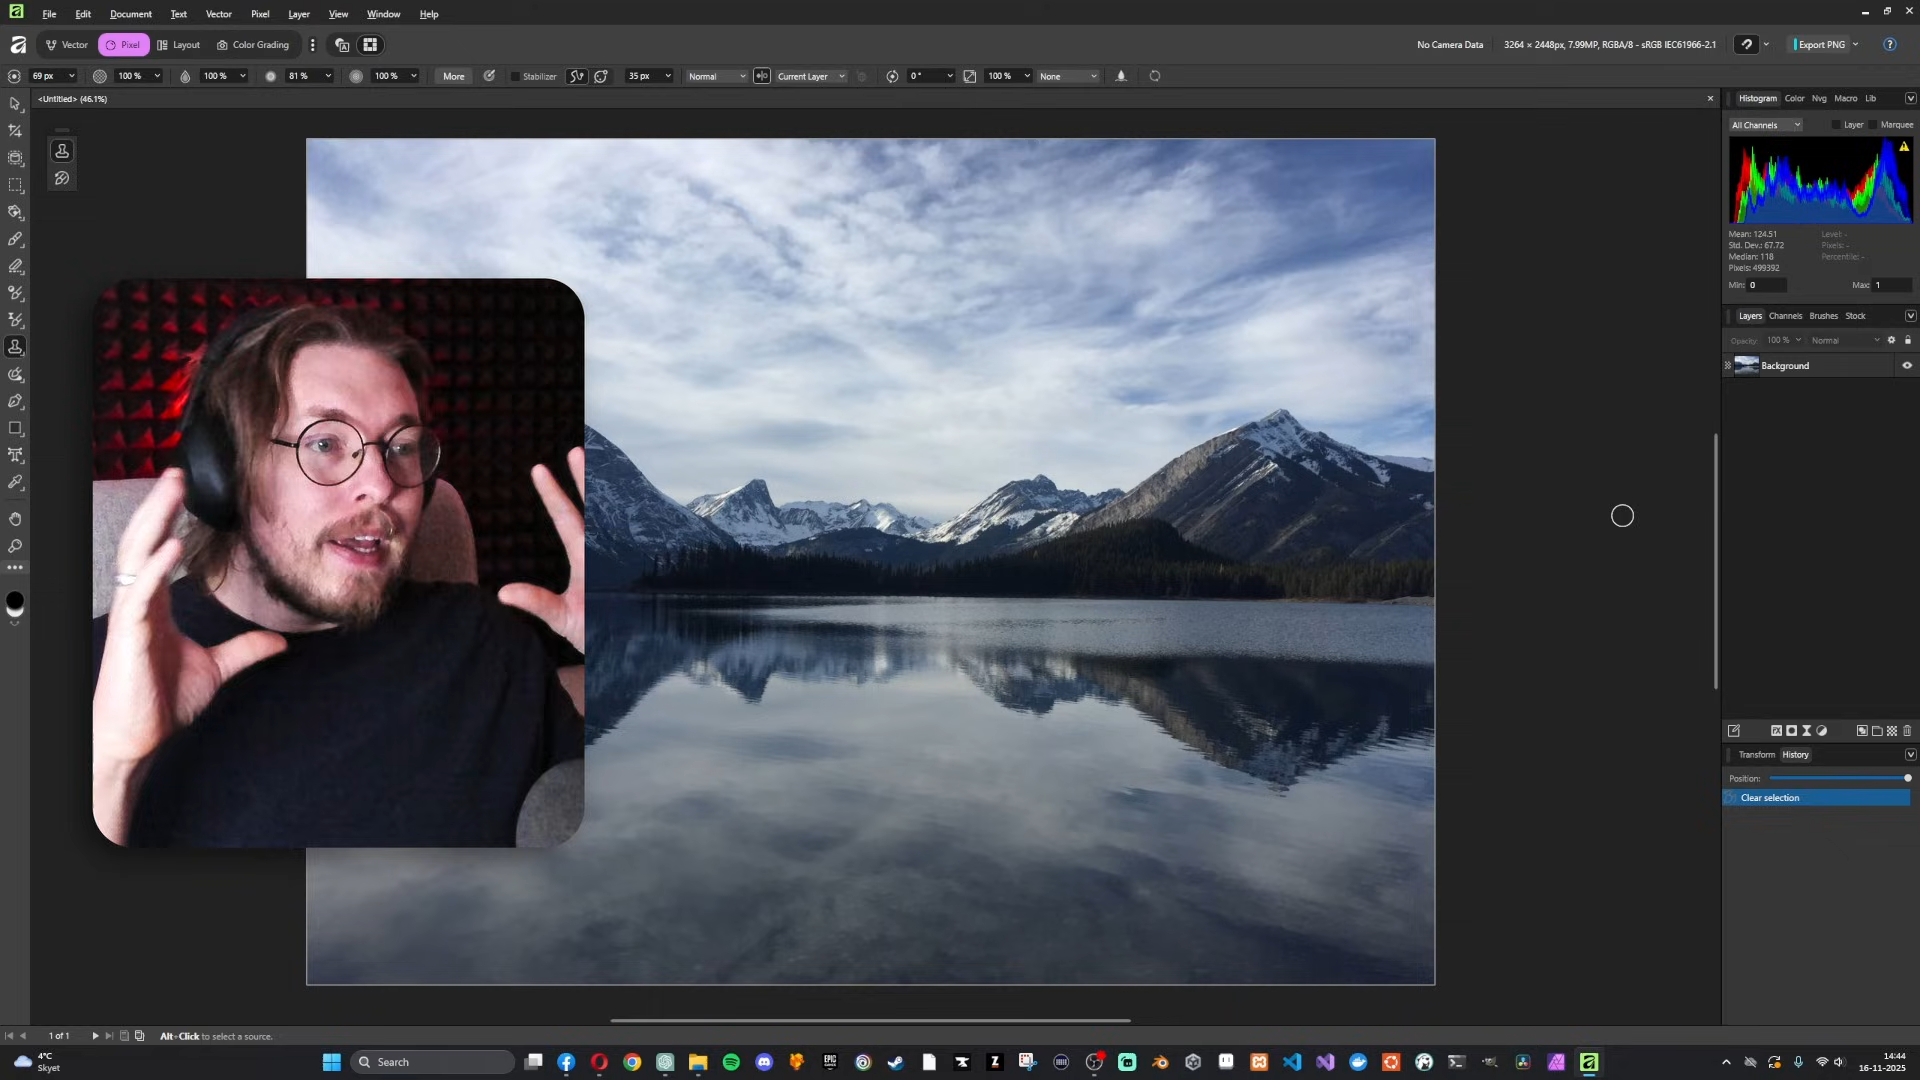 File Edit Document Text Vector Pixel Layer View Window Help
Vector Pixel Layout Color Grading No Camera Data 3264 × 2448px, 7.99MP, RGBA/8 - sRGB IEC61966-2.1 Export PNG
69 px 100 % 100 % 81 % 100 % More Stabilizer 35 px Normal Current Layer 0 ° 100 % None
<Untitled> (46.1%)
Histogram Color Nvg Macro Lib
All Channels Layer Marquee
Mean: 124.51 Level: -
Std. Dev.: 67.72 Pixels: -
Median: 118 Percentile: -
Pixels: 499392
Min: 0 Max: 1
Layers Channels Brushes Stock
Opacity: 100 % Normal
Background
Transform History
Position:
Clear selection
1 of 1 Alt+Click to select a source.
4°C
Skyet
Search
14:44
16-11-2025